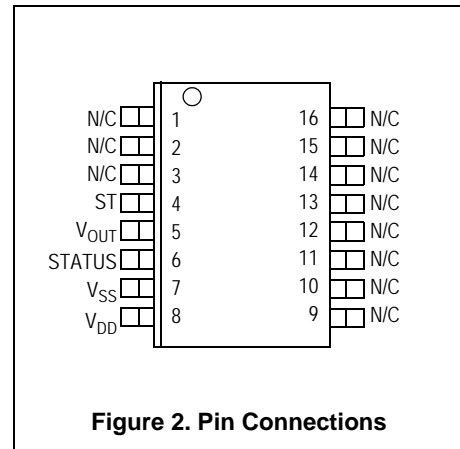 N/C 1 16 N/C
N/C 2 15 N/C
N/C 3 14 N/C
ST 4 13 N/C
VOUT 5 12 N/C
STATUS 6 11 N/C
VSS 7 10 N/C
VDD 8 9 N/C
Figure 2. Pin Connections